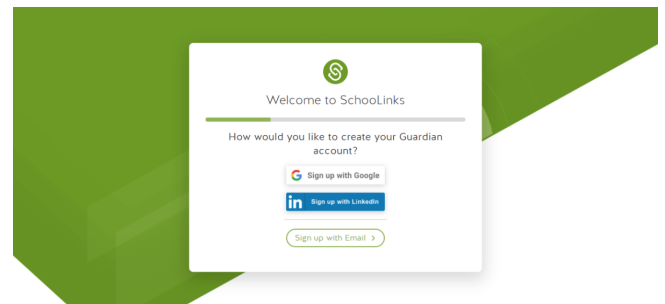 Welcome to SchooLinks
How would you like to create your Guardian
account?
Sign up with Google
in Sign up with LinkedIn
Sign up with Email >